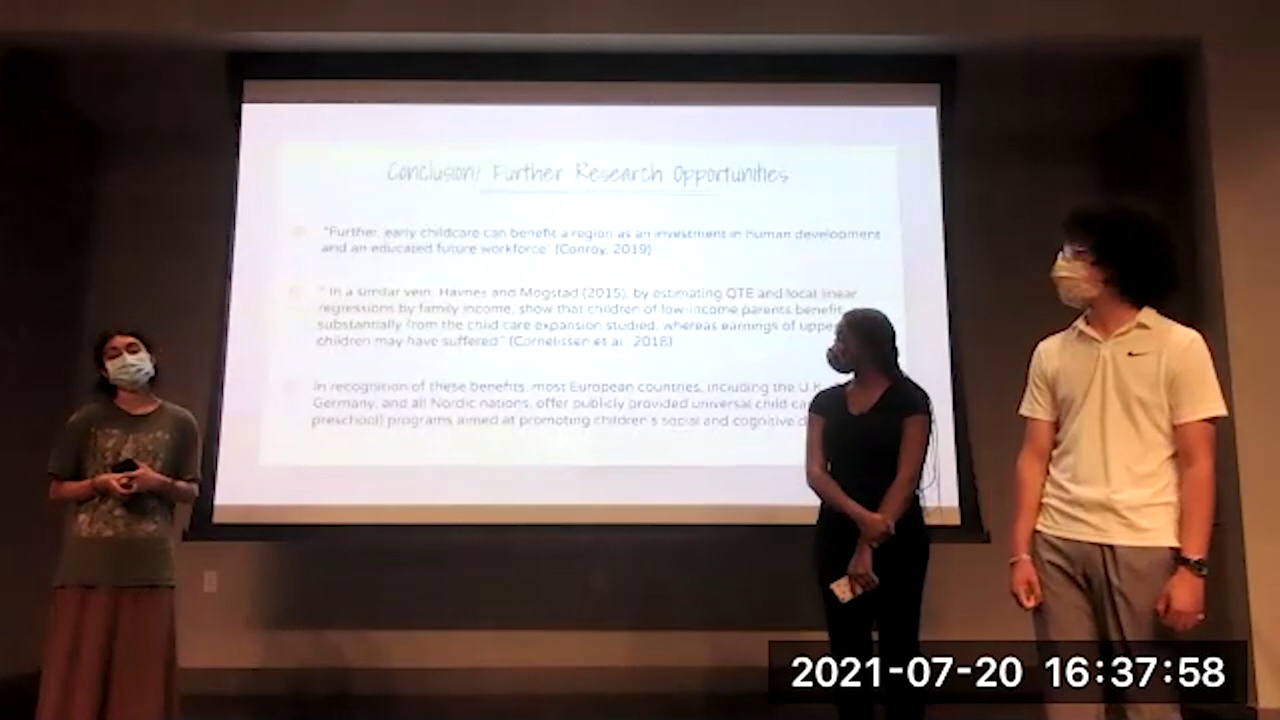 Conclusion/ Further Research Opportunities
"Further, early childcare can benefit a region as an investment in human development
and an educated future workforce" (Conroy, 2019)
" In a similar vein, Havnes and Mogstad (2015), by estimating QTE and local linear
regressions by family income, show that children of low-income parents benefit
substantially from the child care expansion studied, whereas earnings of
children may have suffered" (Cornelissen et al., 2018)
In recognition of these benefits, most European countries, including the U.K
Germany, and all Nordic nations, offer publicly provided universal child
preschool) programs aimed at promoting children's social and cognitive
2021-07-20 16:37:58